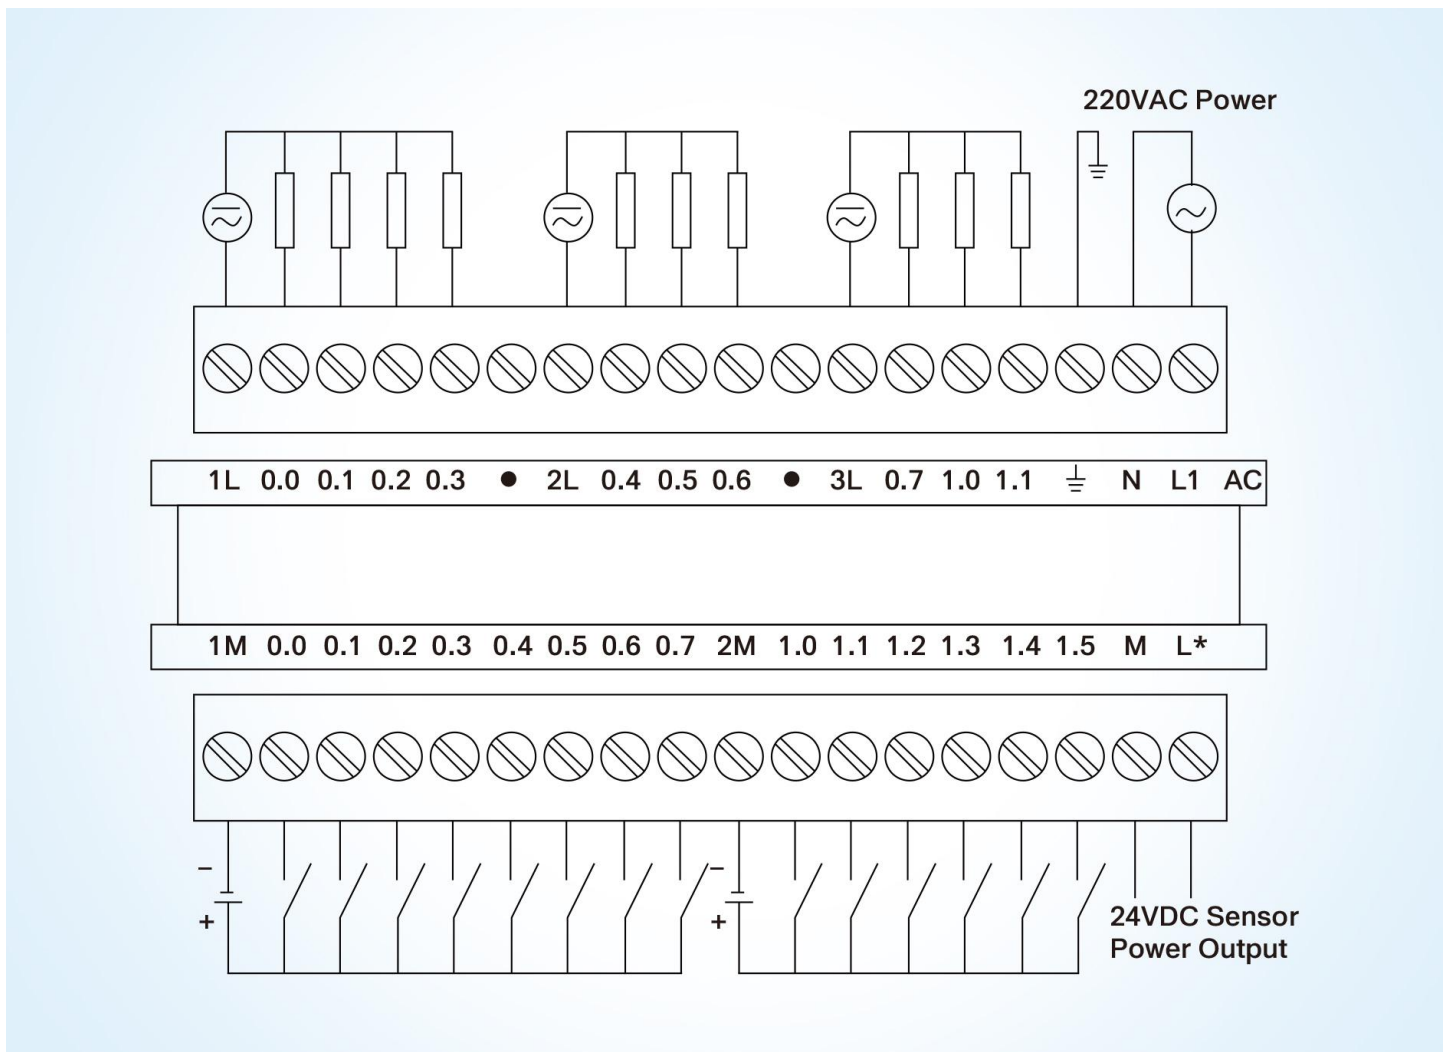 220VAC Power
1L 0.0 0.1 0.2 0.3 ● 2L 0.4 0.5 0.6 ● 3L 0.7 1.0 1.1 ⏚ N L1 AC
1M 0.0 0.1 0.2 0.3 0.4 0.5 0.6 0.7 2M 1.0 1.1 1.2 1.3 1.4 1.5 M L*
− −
+ +
24VDC Sensor
Power Output